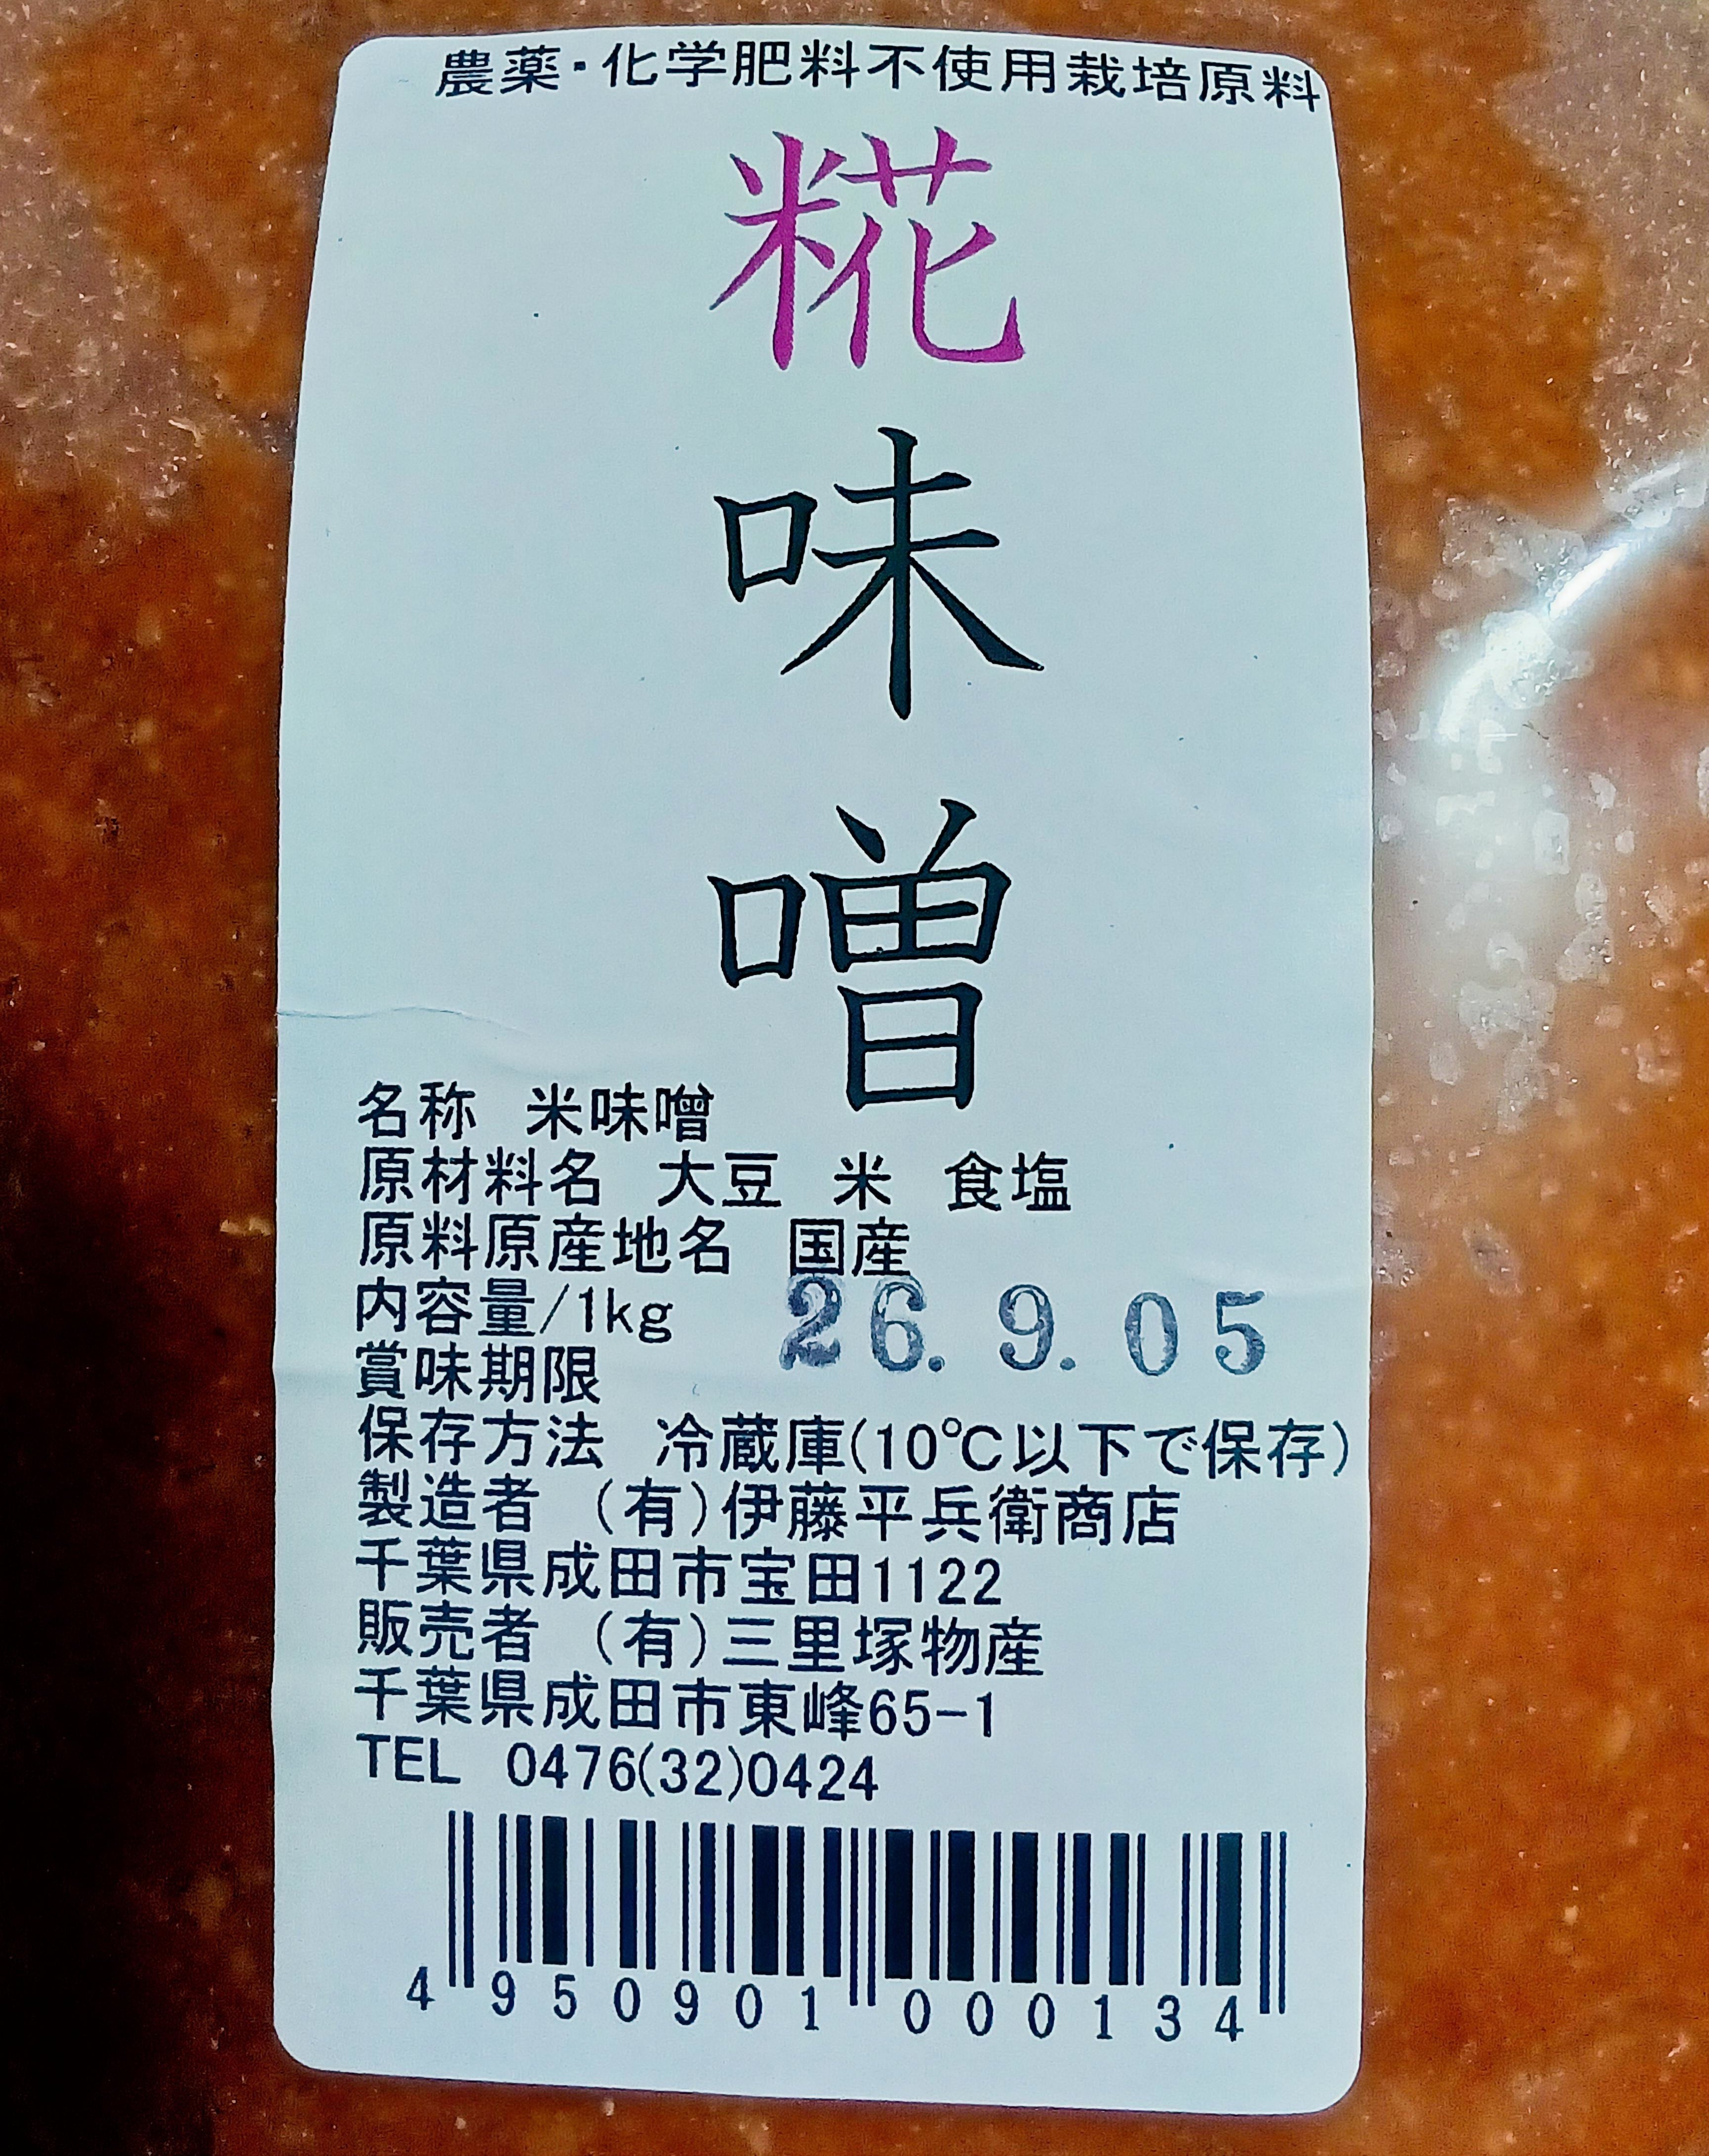 農薬・化学肥料不使用栽培原料
糀味噌
名称 米味噌
原材料名 大豆 米 食塩
原料原産地名 国産
内容量/1kg
賞味期限 26.9.05
保存方法 冷蔵庫(10℃以下で保存)
製造者 (有)伊藤平兵衛商店
千葉県成田市宝田1122
販売者 (有)三里塚物産
千葉県成田市東峰65-1
TEL 0476(32)0424
4950901000134